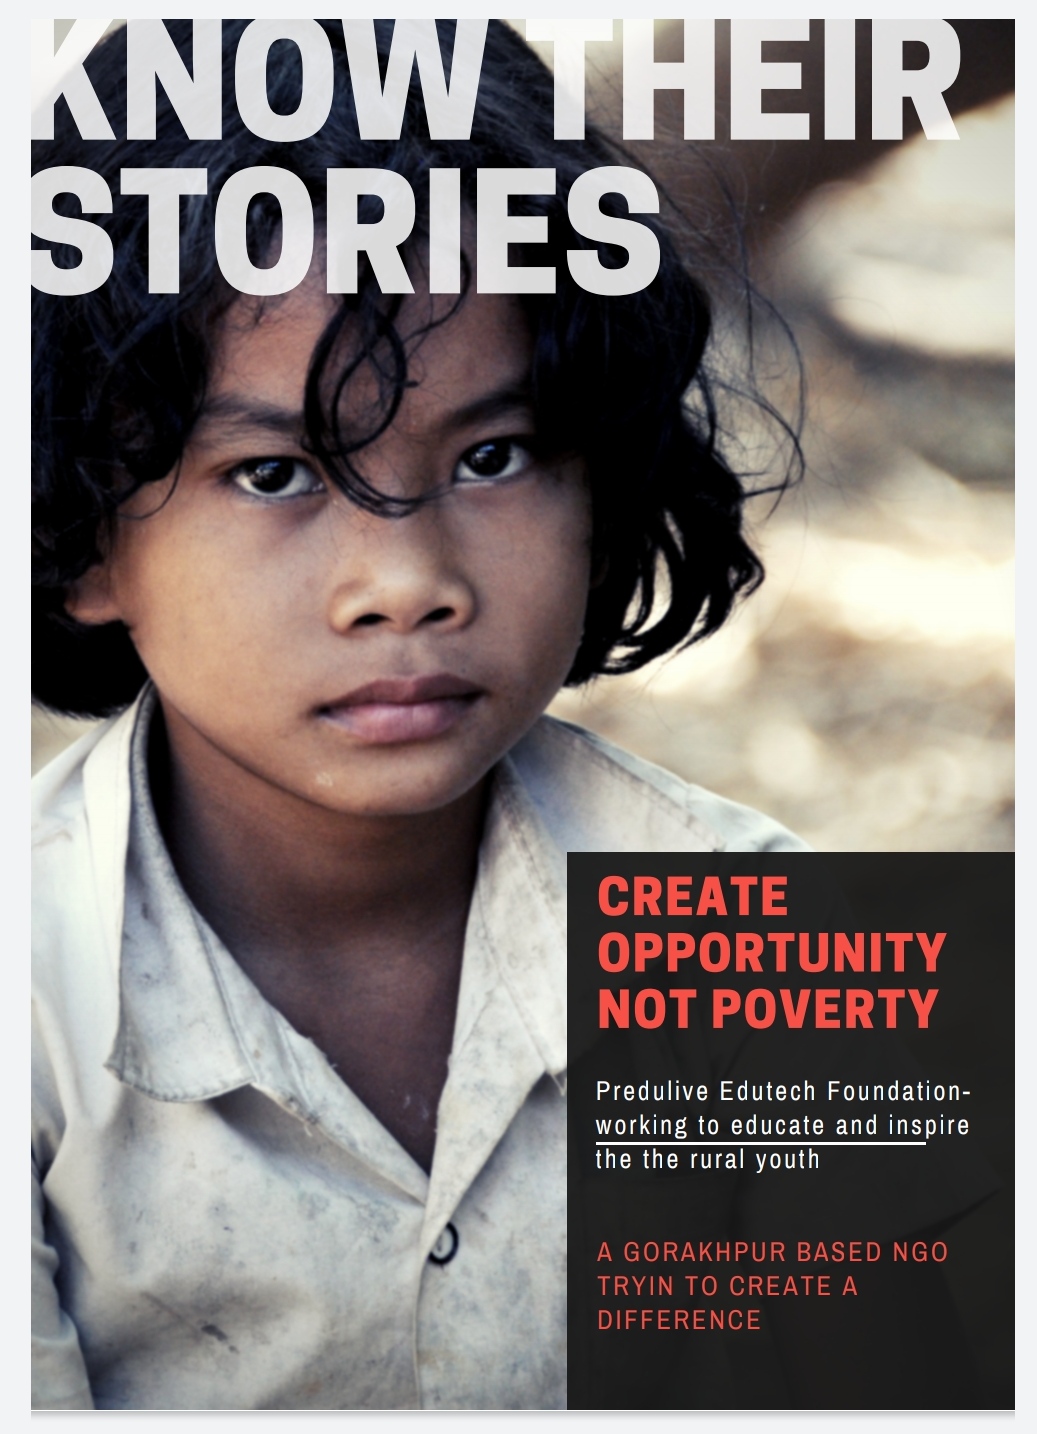 KNOW THEIR
STORIES
CREATE
OPPORTUNITY
NOT POVERTY
Predulive Edutech Foundation-
working to educate and inspire
the the rural youth
A GORAKHPUR BASED NGO
TRYIN TO CREATE A
DIFFERENCE